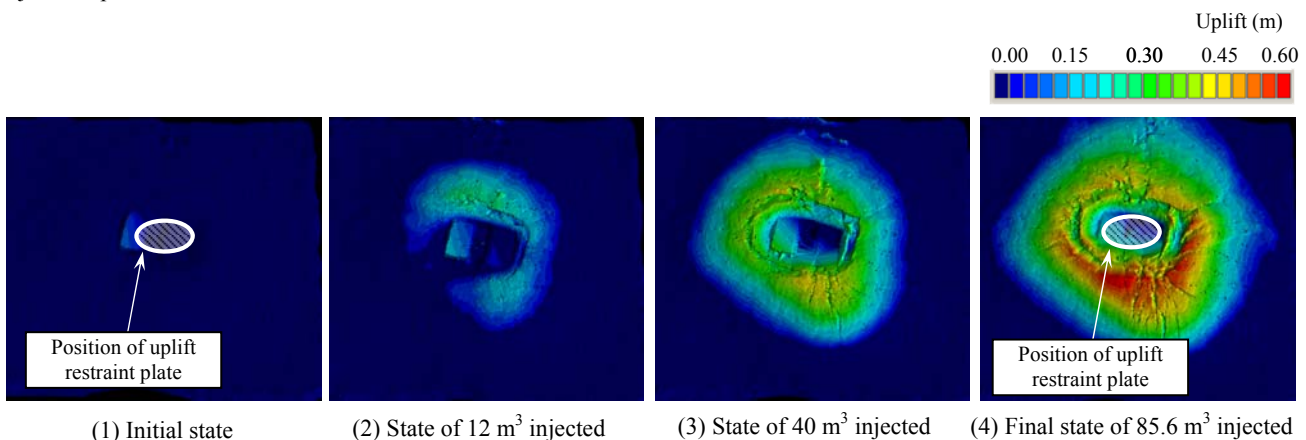 Uplift (m)
0.00 0.15 0.30 0.45 0.60
Position of uplift
restraint plate
Position of uplift
restraint plate
(1) Initial state
(2) State of 12 m³ injected
(3) State of 40 m³ injected
(4) Final state of 85.6 m³ injected